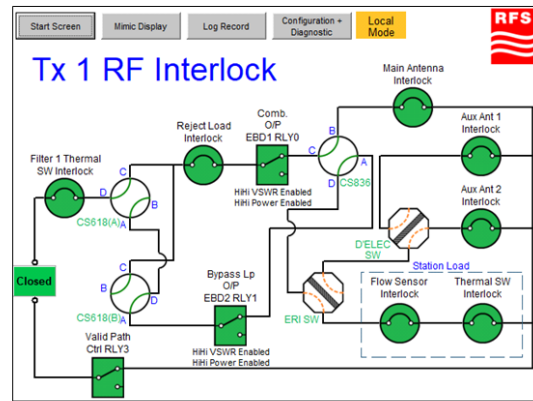 Start Screen
Mimic Display
Log Record
Configuration +
Diagnostic
Local
Mode
RFS
Tx 1 RF Interlock
Main Antenna
Interlock
Comb.
O/P
EBD1 RLY0
Reject Load
Interlock
Aux Ant 1
Interlock
Filter 1 Thermal
SW Interlock
B
C
A
D
CS836
HiHi VSWR Enabled
HiHi Power Enabled
C
D
B
A
CS618(A)
Aux Ant 2
Interlock
D'ELEC
SW
Station Load
Closed
C
B
D
A
CS618(B)
Bypass Lp
O/P
EBD2 RLY1
Flow Sensor
Interlock
Thermal SW
Interlock
ERI SW
HiHi VSWR Enabled
HiHi Power Enabled
Valid Path
Ctrl RLY3